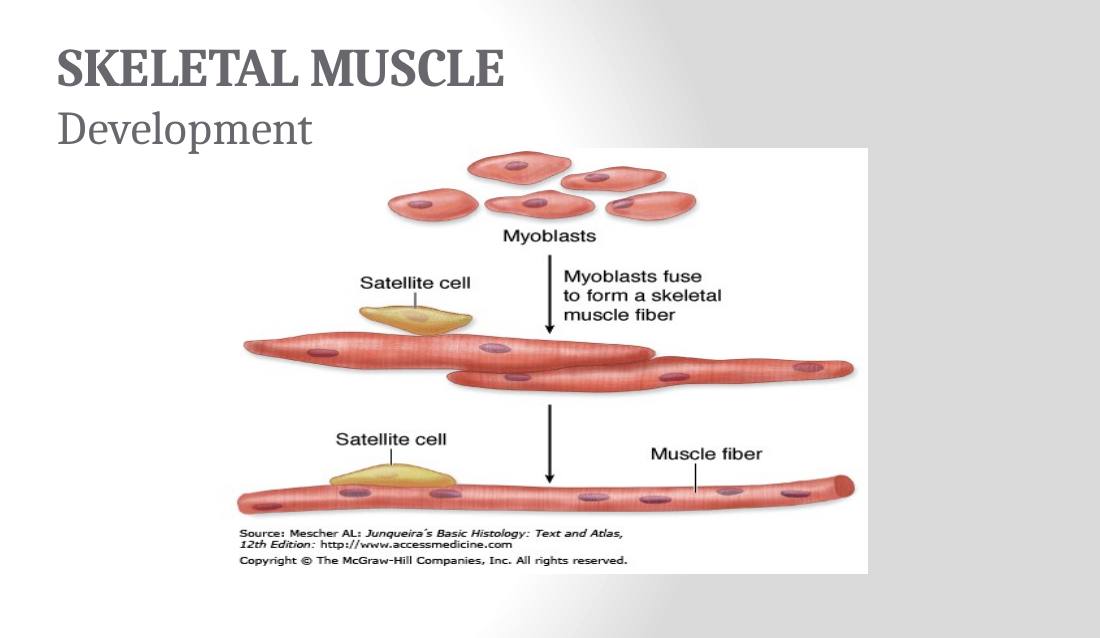 SKELETAL MUSCLE
Development
Myoblasts
Myoblasts fuse
to form a skeletal
muscle fiber
Satellite cell
Satellite cell
Muscle fiber
Source: Mescher AL: Junqueira´s Basic Histology: Text and Atlas,
12th Edition: http://www.accessmedicine.com
Copyright © The McGraw-Hill Companies, Inc. All rights reserved.